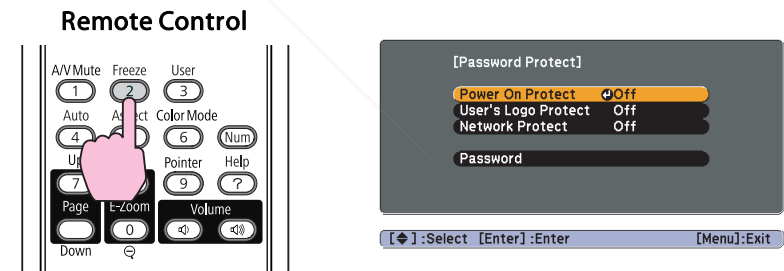 Remote Control
A/V Mute Freeze User
1 2 3
Auto Color Mode
4 6 Num
Pointer Help
7 9 ?
Page E-Zoom Volume
0
Down
[Password Protect]
Power On Protect Off
User's Logo Protect Off
Network Protect Off
Password
[◆] :Select [Enter] :Enter [Menu]:Exit